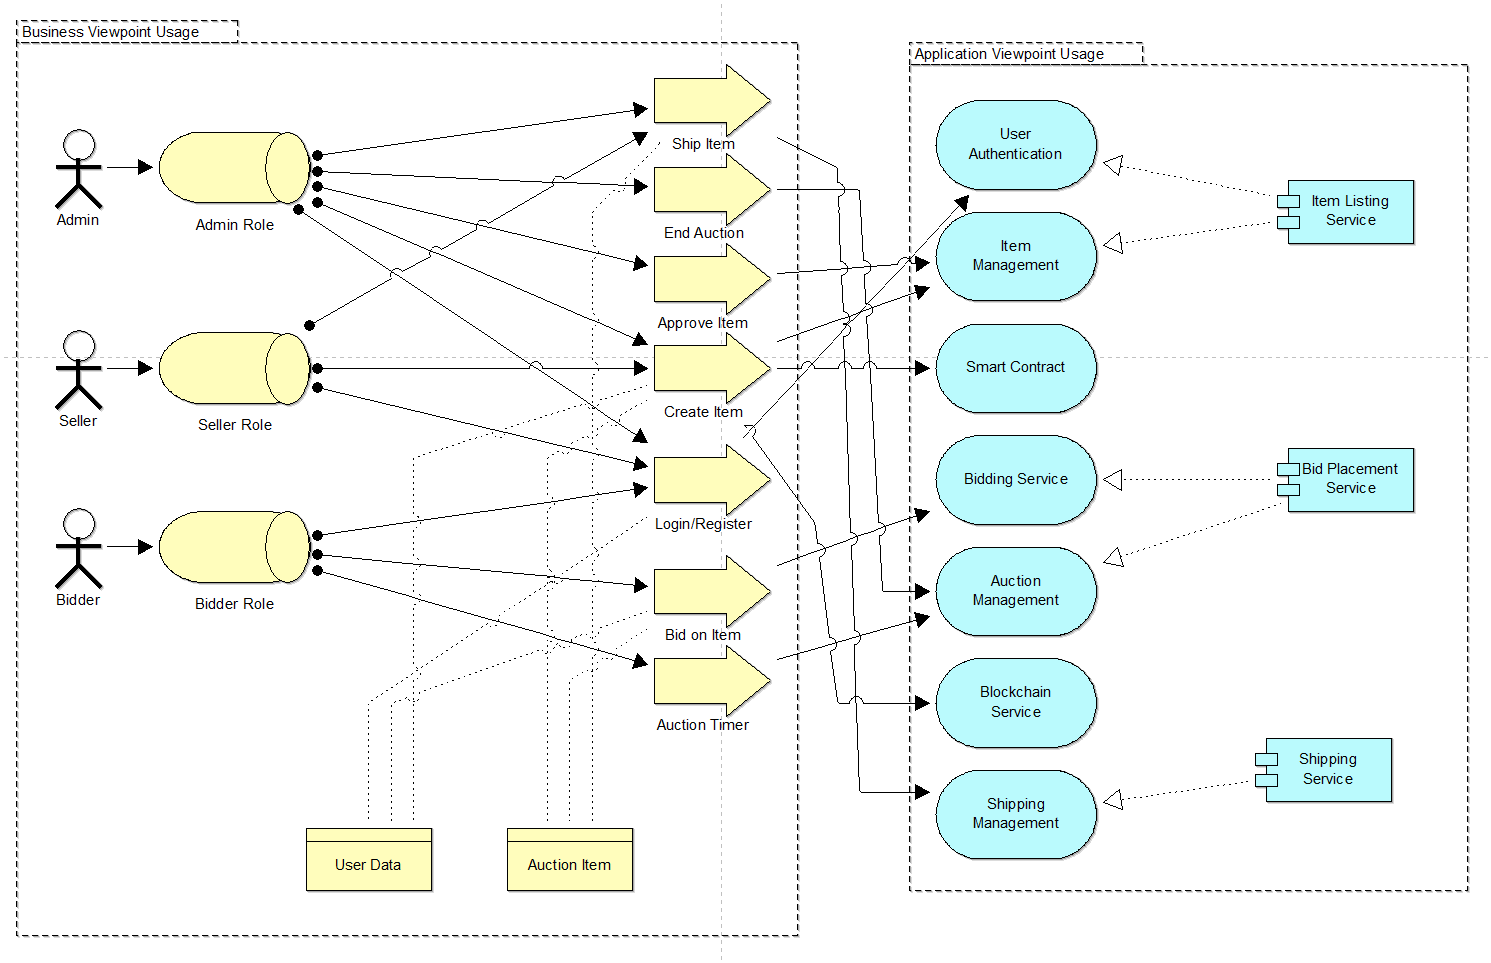 Business Viewpoint Usage
Admin
Admin Role
Seller
Seller Role
Bidder
Bidder Role
Ship Item
End Auction
Approve Item
Create Item
Login/Register
Bid on Item
Auction Timer
User Data
Auction Item
Application Viewpoint Usage
User
Authentication
Item
Management
Smart Contract
Bidding Service
Auction
Management
Blockchain
Service
Shipping
Management
Item Listing
Service
Bid Placement
Service
Shipping
Service